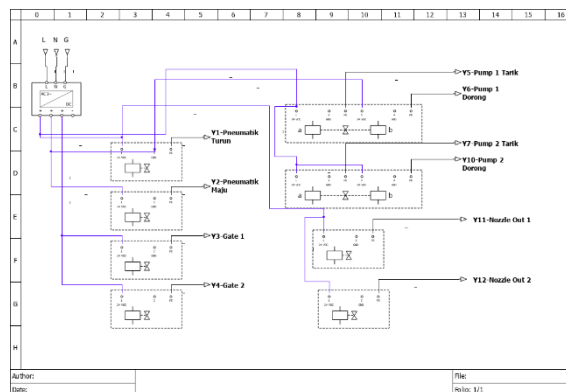 0 1 2 3 4 5 6 7 8 9 10 11 12 13 14 15 16
A
B
C
D
E
F
G
H
L N G
L N G
AC
DC
Y1-Pneumatik
Turun
Y2-Pneumatik
Maju
Y3-Gate 1
Y4-Gate 2
Y5-Pump 1 Tarik
Y6-Pump 1
Dorong
a b
Y7-Pump 2 Tarik
Y10-Pump 2
Dorong
a b
Y11-Nozzle Out 1
Y12-Nozzle Out 2
Author:
Date:
File:
Folio: 1/1